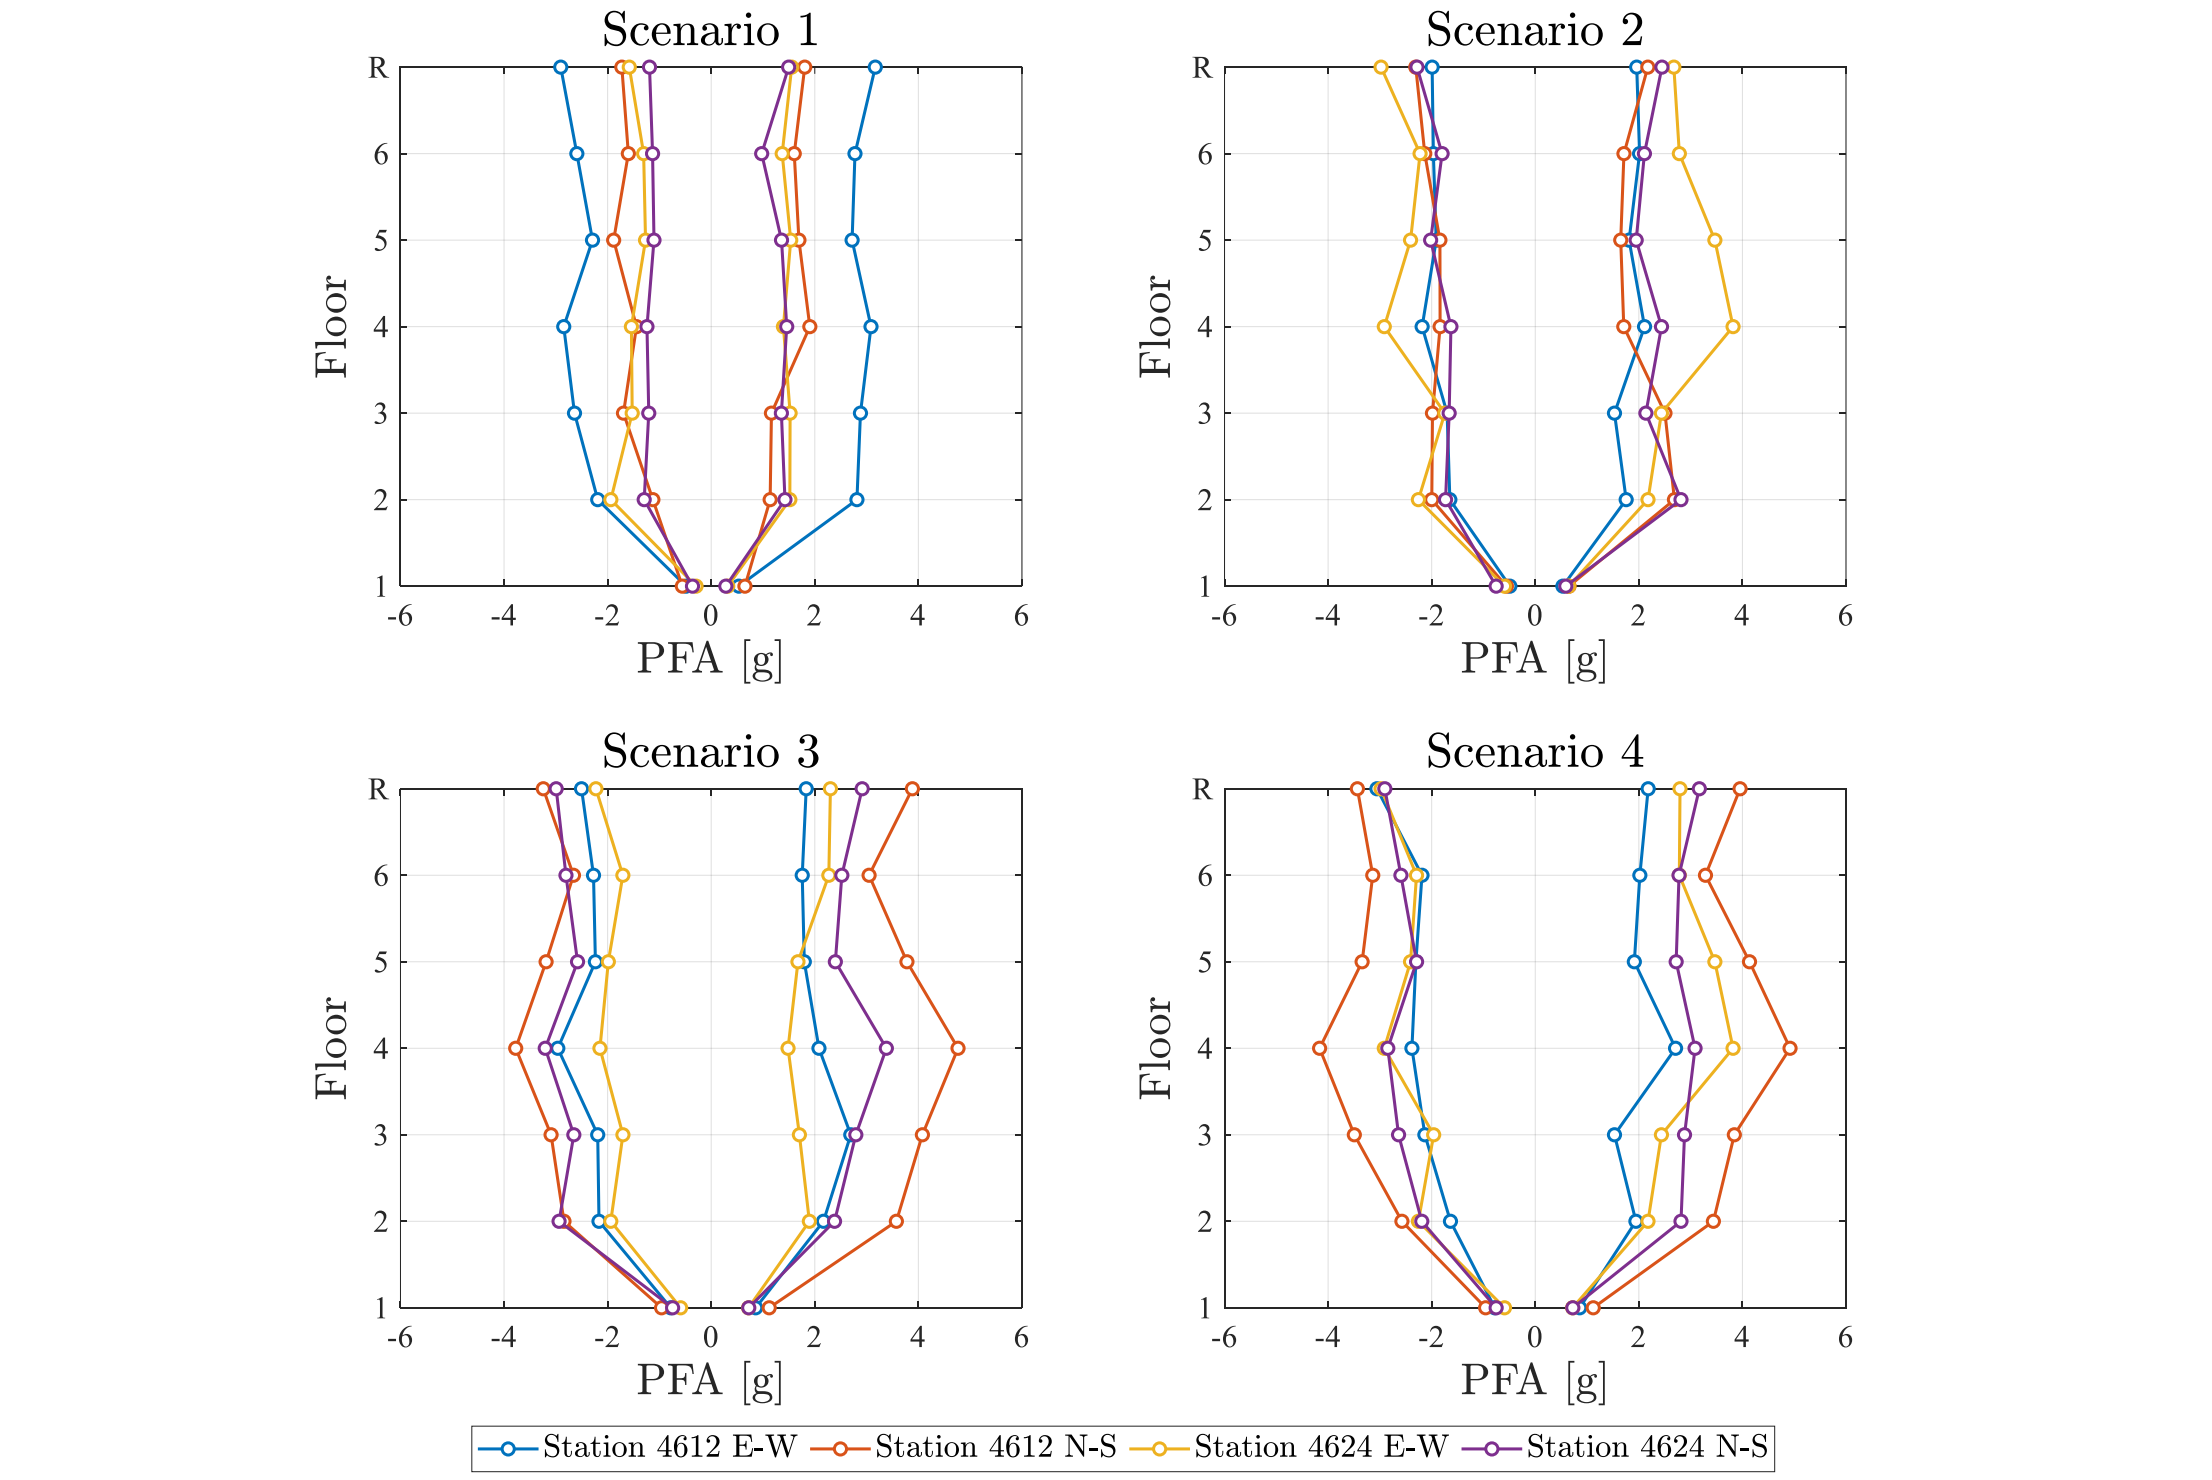 Scenario 1
Scenario 2
R
6
5
4
3
2
1
Floor
-6 -4 -2 0 2 4 6
PFA [g]
R
6
5
4
3
2
1
Floor
-6 -4 -2 0 2 4 6
PFA [g]
Scenario 3
Scenario 4
R
6
5
4
3
2
1
Floor
-6 -4 -2 0 2 4 6
PFA [g]
R
6
5
4
3
2
1
Floor
-6 -4 -2 0 2 4 6
PFA [g]
Station 4612 E-W Station 4612 N-S Station 4624 E-W Station 4624 N-S